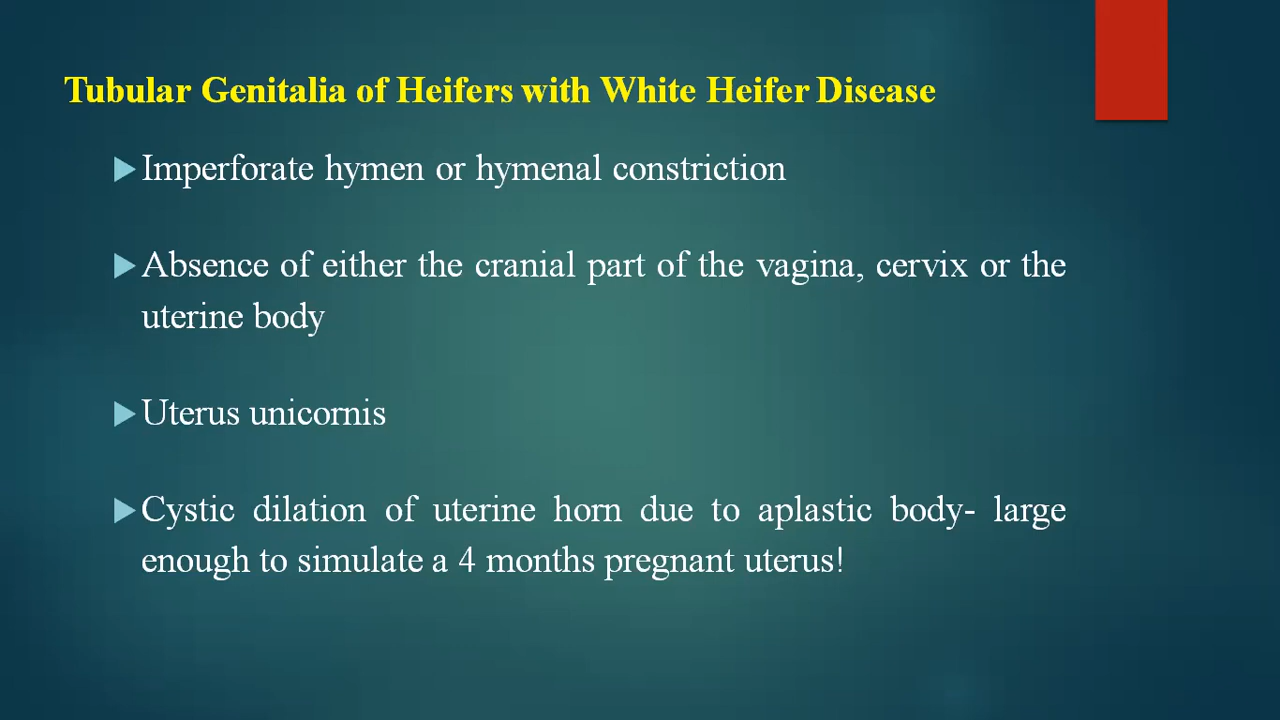 Tubular Genitalia of Heifers with White Heifer Disease
Imperforate hymen or hymenal constriction
Absence of either the cranial part of the vagina, cervix or the
uterine body
Uterus unicornis
Cystic dilation of uterine horn due to aplastic body- large
enough to simulate a 4 months pregnant uterus!